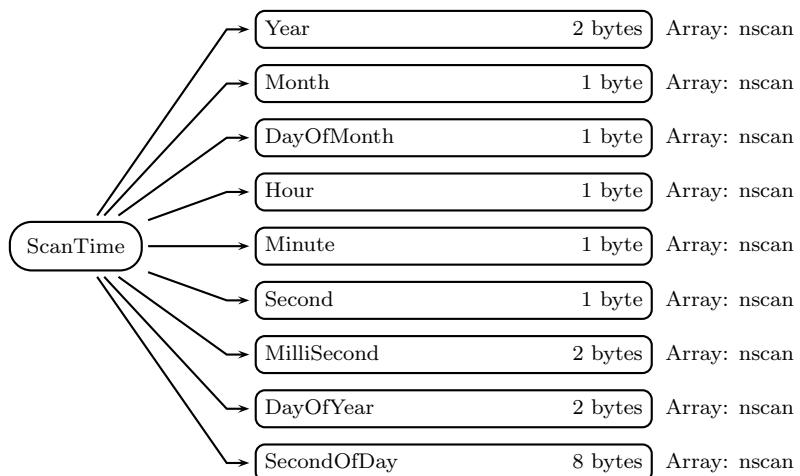 Year 2 bytes Array: nscan
Month 1 byte Array: nscan
DayOfMonth 1 byte Array: nscan
Hour 1 byte Array: nscan
ScanTime Minute 1 byte Array: nscan
Second 1 byte Array: nscan
MilliSecond 2 bytes Array: nscan
DayOfYear 2 bytes Array: nscan
SecondOfDay 8 bytes Array: nscan